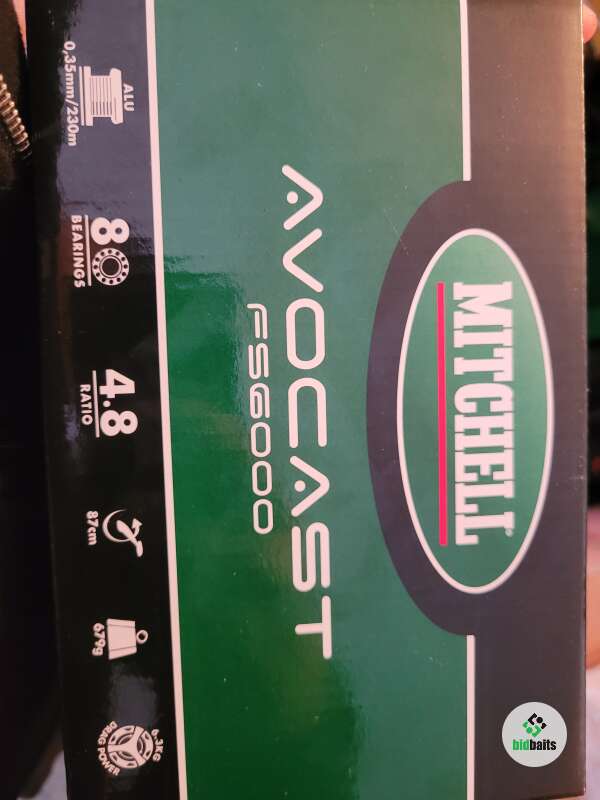 MITCHELL®
AVOCAST
FS6000
ALU
0,35mm/230m
8
BEARINGS
4.8
RATIO
87cm
679g
6.3KG
DRAG POWER
bidbaits